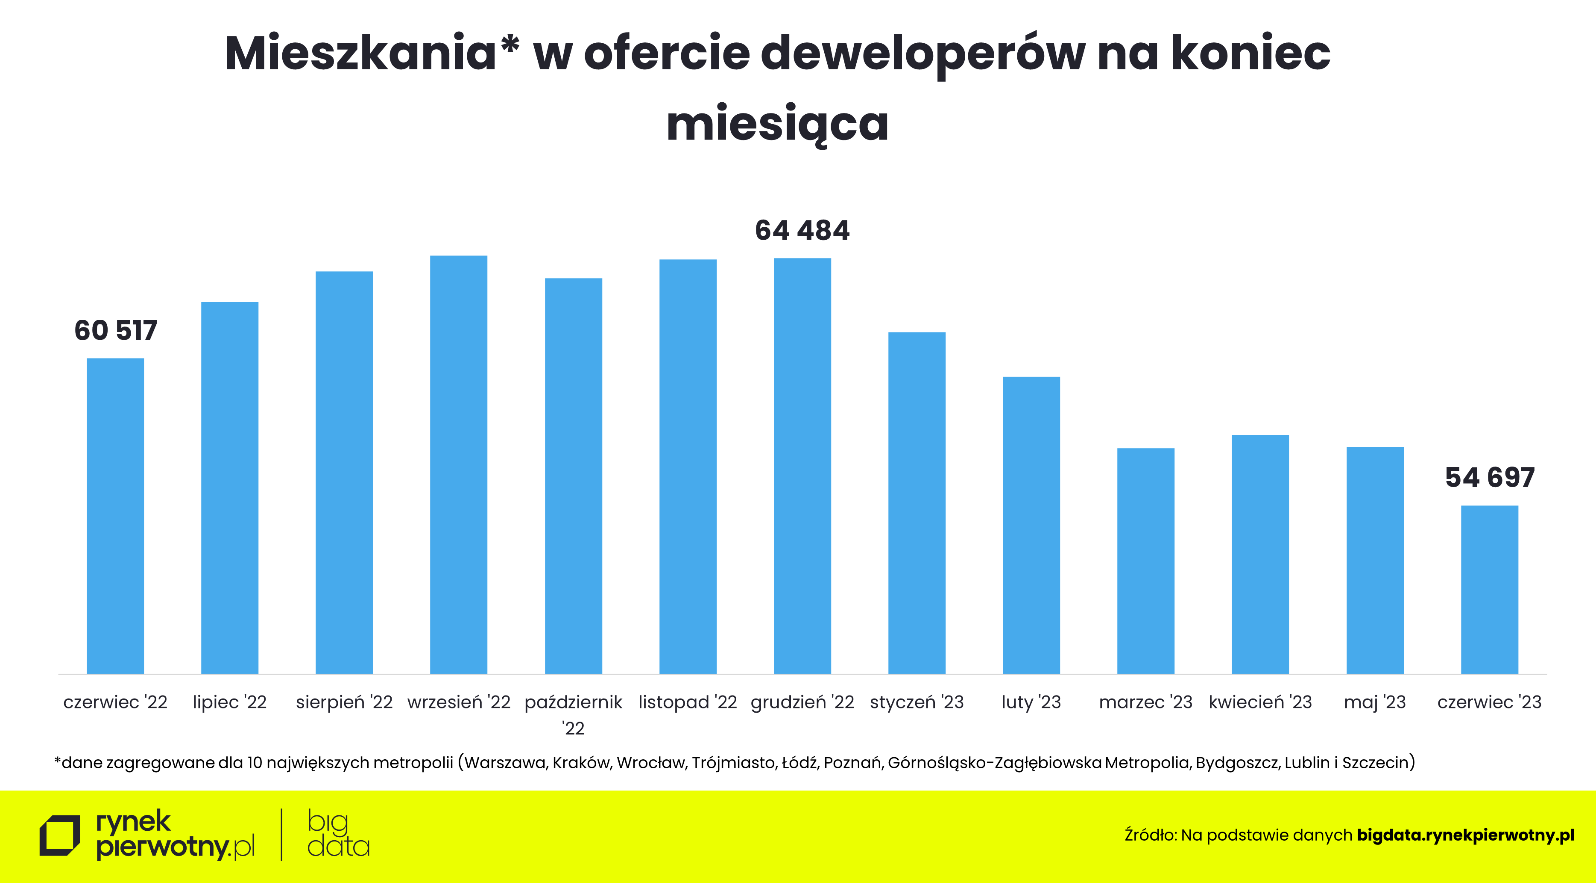 Mieszkania* w ofercie deweloperów na koniec
miesiąca
64 484
60 517
54 697
czerwiec '22 lipiec '22 sierpień '22 wrzesień '22 październik '22 listopad '22 grudzień '22 styczeń '23 luty '23 marzec '23 kwiecień '23 maj '23 czerwiec '23
*dane zagregowane dla 10 największych metropolii (Warszawa, Kraków, Wrocław, Trójmiasto, Łódź, Poznań, Górnośląsko-Zagłębiowska Metropolia, Bydgoszcz, Lublin i Szczecin)
rynek
pierwotny.pl
big
data
Źródło: Na podstawie danych bigdata.rynekpierwotny.pl